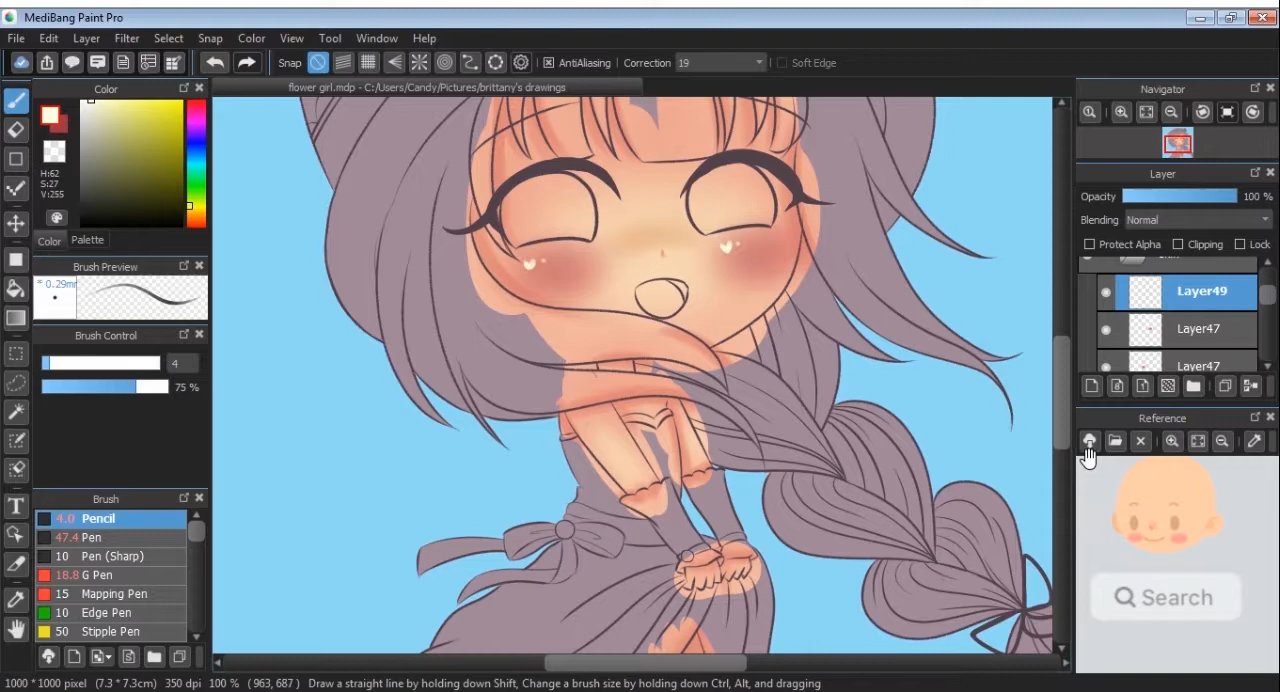 MediBang Paint Pro
File Edit Layer Filter Select Snap Color View Tool Window Help
Snap AntiAliasing Correction 19 Soft Edge
Color
flower girl.mdp - C:/Users/Candy/Pictures/brittany's drawings
Navigator
H:62
S:27
V:255
Color Palette
Brush Preview
* 0.29mm
Brush Control
4
75 %
Brush
4.0 Pencil
47.4 Pen
10 Pen (Sharp)
18.8 G Pen
15 Mapping Pen
10 Edge Pen
50 Stipple Pen
Layer
Opacity 100 %
Blending Normal
Protect Alpha Clipping Lock
Layer49
Layer47
Layer47
Reference
Search
1000 * 1000 pixel (7.3 * 7.3cm) 350 dpi 100 % ( 963, 687 ) Draw a straight line by holding down Shift, Change a brush size by holding down Ctrl, Alt, and dragging